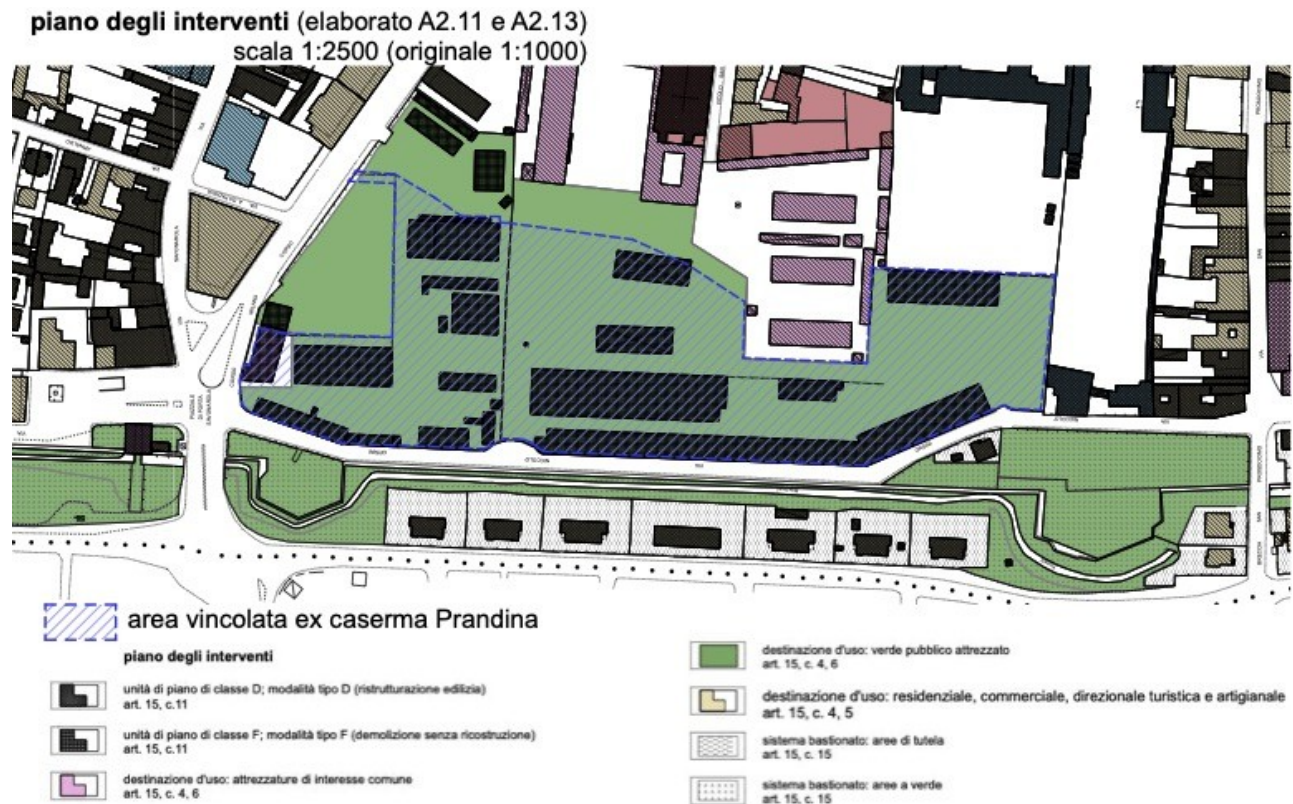 piano degli interventi (elaborato A2.11 e A2.13)
scala 1:2500 (originale 1:1000)
area vincolata ex caserma Prandina
piano degli interventi
unità di piano di classe D; modalità tipo D (ristrutturazione edilizia)
art. 15, c.11
unità di piano di classe F; modalità tipo F (demolizione senza ricostruzione)
art. 15, c.11
destinazione d'uso: attrezzature di interesse comune
art. 15, c. 4, 6
destinazione d'uso: verde pubblico attrezzato
art. 15, c. 4, 6
destinazione d'uso: residenziale, commerciale, direzionale turistica e artigianale
art. 15, c. 4, 5
sistema bastionato: aree di tutela
art. 15, c. 15
sistema bastionato: aree a verde
art. 15, c. 15